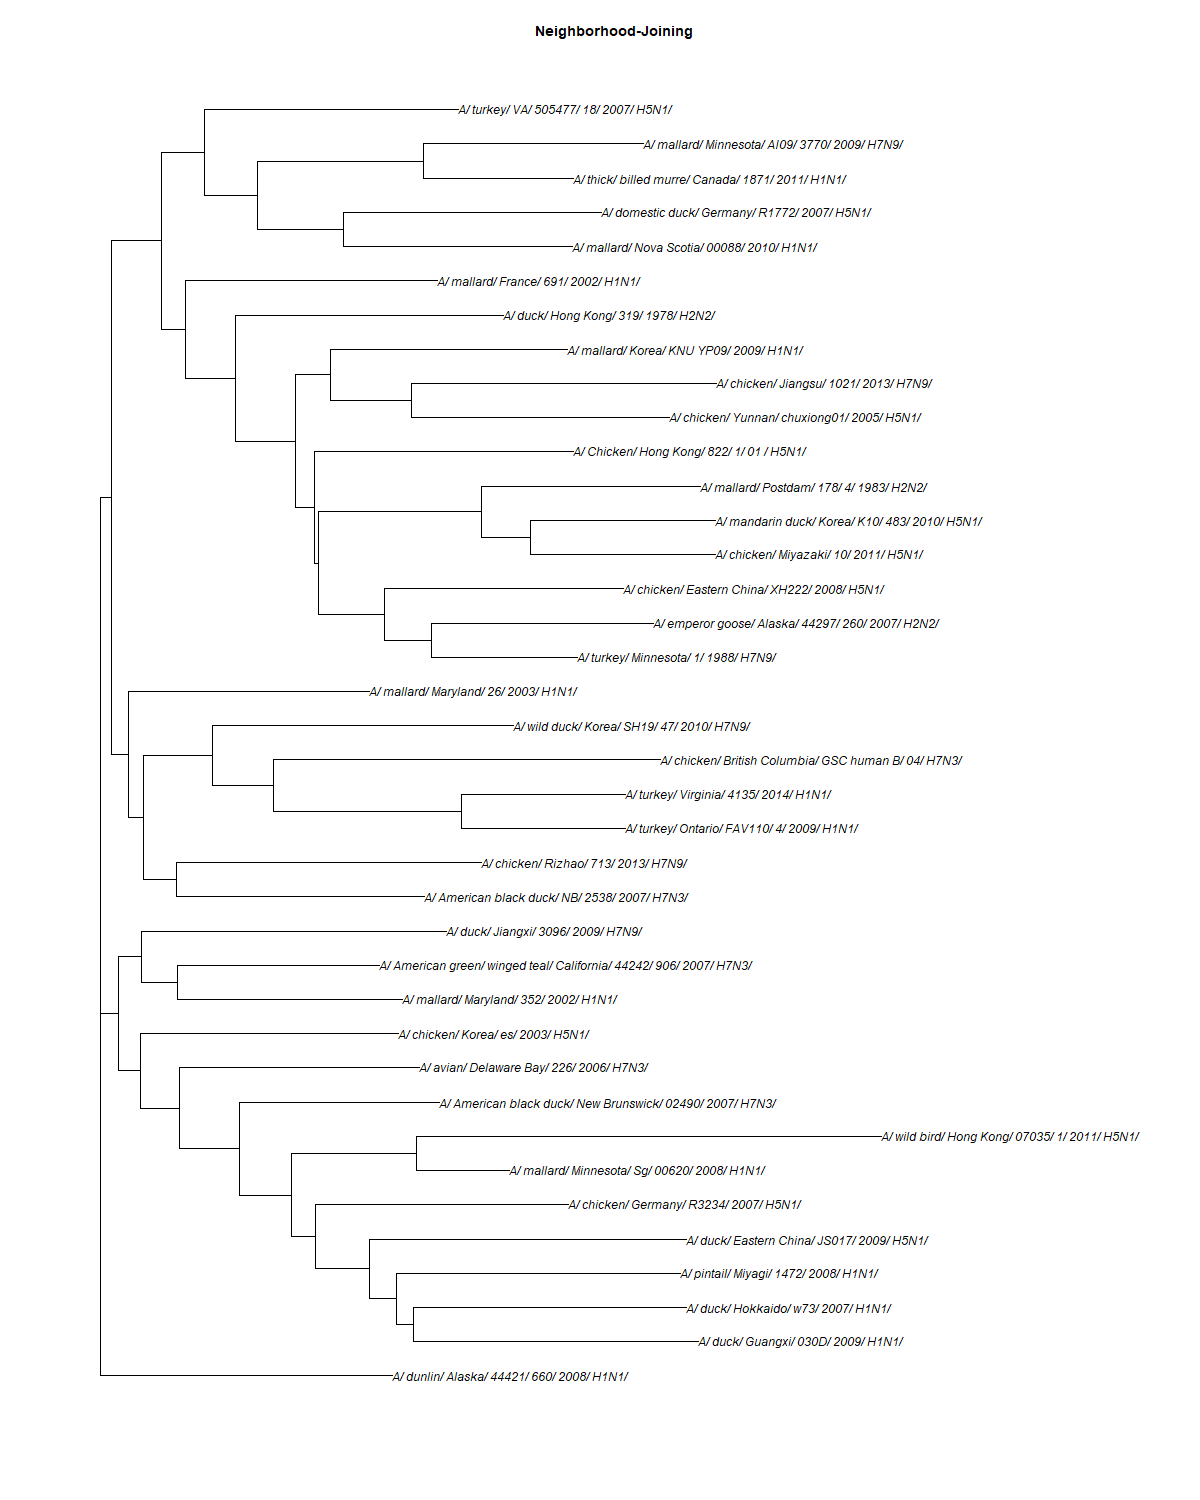 Neighborhood-Joining
A/ turkey/ VA/ 505477/ 18/ 2007/ H5N1/
A/ mallard/ Minnesota/ AI09/ 3770/ 2009/ H7N9/
A/ thick/ billed murre/ Canada/ 1871/ 2011/ H1N1/
A/ domestic duck/ Germany/ R1772/ 2007/ H5N1/
A/ mallard/ Nova Scotia/ 00088/ 2010/ H1N1/
A/ mallard/ France/ 691/ 2002/ H1N1/
A/ duck/ Hong Kong/ 319/ 1978/ H2N2/
A/ mallard/ Korea/ KNU YP09/ 2009/ H1N1/
A/ chicken/ Jiangsu/ 1021/ 2013/ H7N9/
A/ chicken/ Yunnan/ chuxiong01/ 2005/ H5N1/
A/ Chicken/ Hong Kong/ 822/ 1/ 01 / H5N1/
A/ mallard/ Postdam/ 178/ 4/ 1983/ H2N2/
A/ mandarin duck/ Korea/ K10/ 483/ 2010/ H5N1/
A/ chicken/ Miyazaki/ 10/ 2011/ H5N1/
A/ chicken/ Eastern China/ XH222/ 2008/ H5N1/
A/ emperor goose/ Alaska/ 44297/ 260/ 2007/ H2N2/
A/ turkey/ Minnesota/ 1/ 1988/ H7N9/
A/ mallard/ Maryland/ 26/ 2003/ H1N1/
A/ wild duck/ Korea/ SH19/ 47/ 2010/ H7N9/
A/ chicken/ British Columbia/ GSC human B/ 04/ H7N3/
A/ turkey/ Virginia/ 4135/ 2014/ H1N1/
A/ turkey/ Ontario/ FAV110/ 4/ 2009/ H1N1/
A/ chicken/ Rizhao/ 713/ 2013/ H7N9/
A/ American black duck/ NB/ 2538/ 2007/ H7N3/
A/ duck/ Jiangxi/ 3096/ 2009/ H7N9/
A/ American green/ winged teal/ California/ 44242/ 906/ 2007/ H7N3/
A/ mallard/ Maryland/ 352/ 2002/ H1N1/
A/ chicken/ Korea/ es/ 2003/ H5N1/
A/ avian/ Delaware Bay/ 226/ 2006/ H7N3/
A/ American black duck/ New Brunswick/ 02490/ 2007/ H7N3/
A/ wild bird/ Hong Kong/ 07035/ 1/ 2011/ H5N1/
A/ mallard/ Minnesota/ Sg/ 00620/ 2008/ H1N1/
A/ chicken/ Germany/ R3234/ 2007/ H5N1/
A/ duck/ Eastern China/ JS017/ 2009/ H5N1/
A/ pintail/ Miyagi/ 1472/ 2008/ H1N1/
A/ duck/ Hokkaido/ w73/ 2007/ H1N1/
A/ duck/ Guangxi/ 030D/ 2009/ H1N1/
A/ dunlin/ Alaska/ 44421/ 660/ 2008/ H1N1/